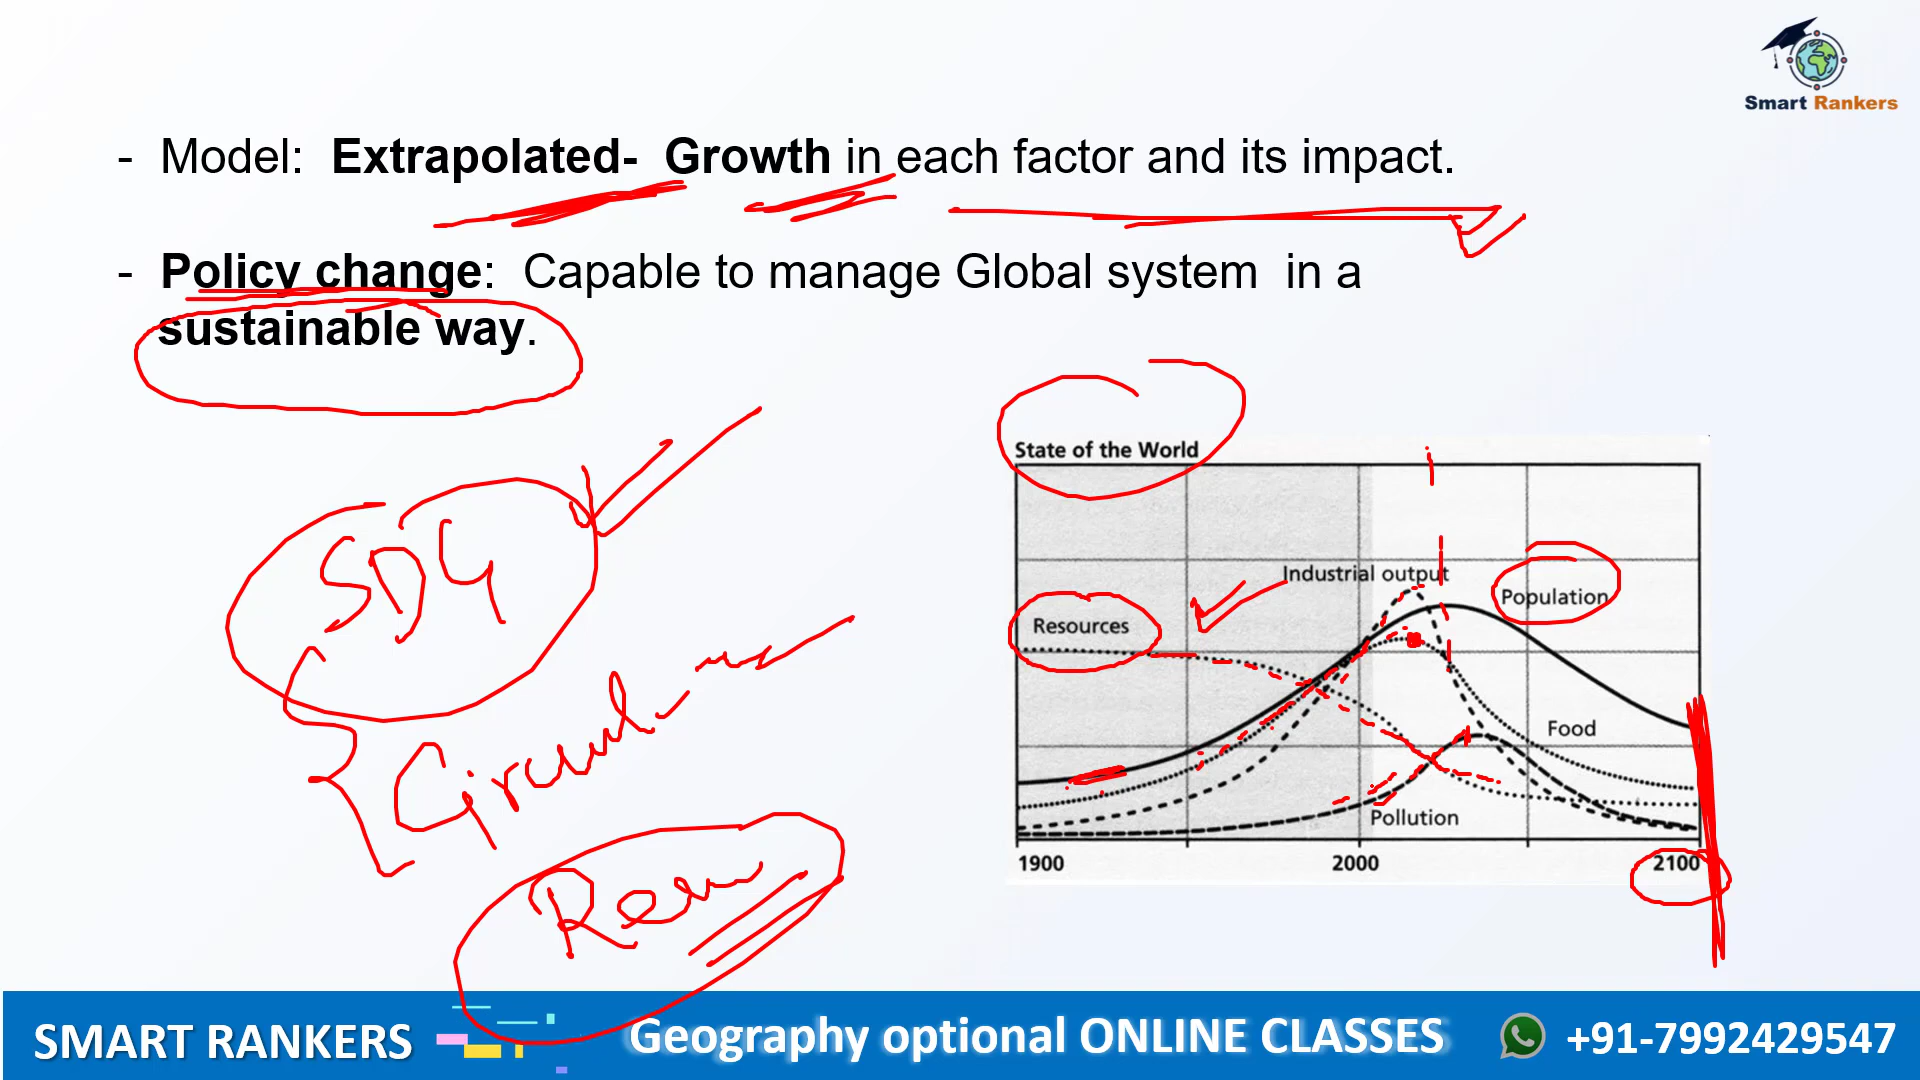 Smart Rankers
- Model: Extrapolated- Growth in each factor and its impact.
- Policy change: Capable to manage Global system in a
sustainable way.
State of the World
Industrial output
Population
Resources
SDG
Food
Pollution
1900 2000 2100
SMART RANKERS Geography optional ONLINE CLASSES +91-7992429547